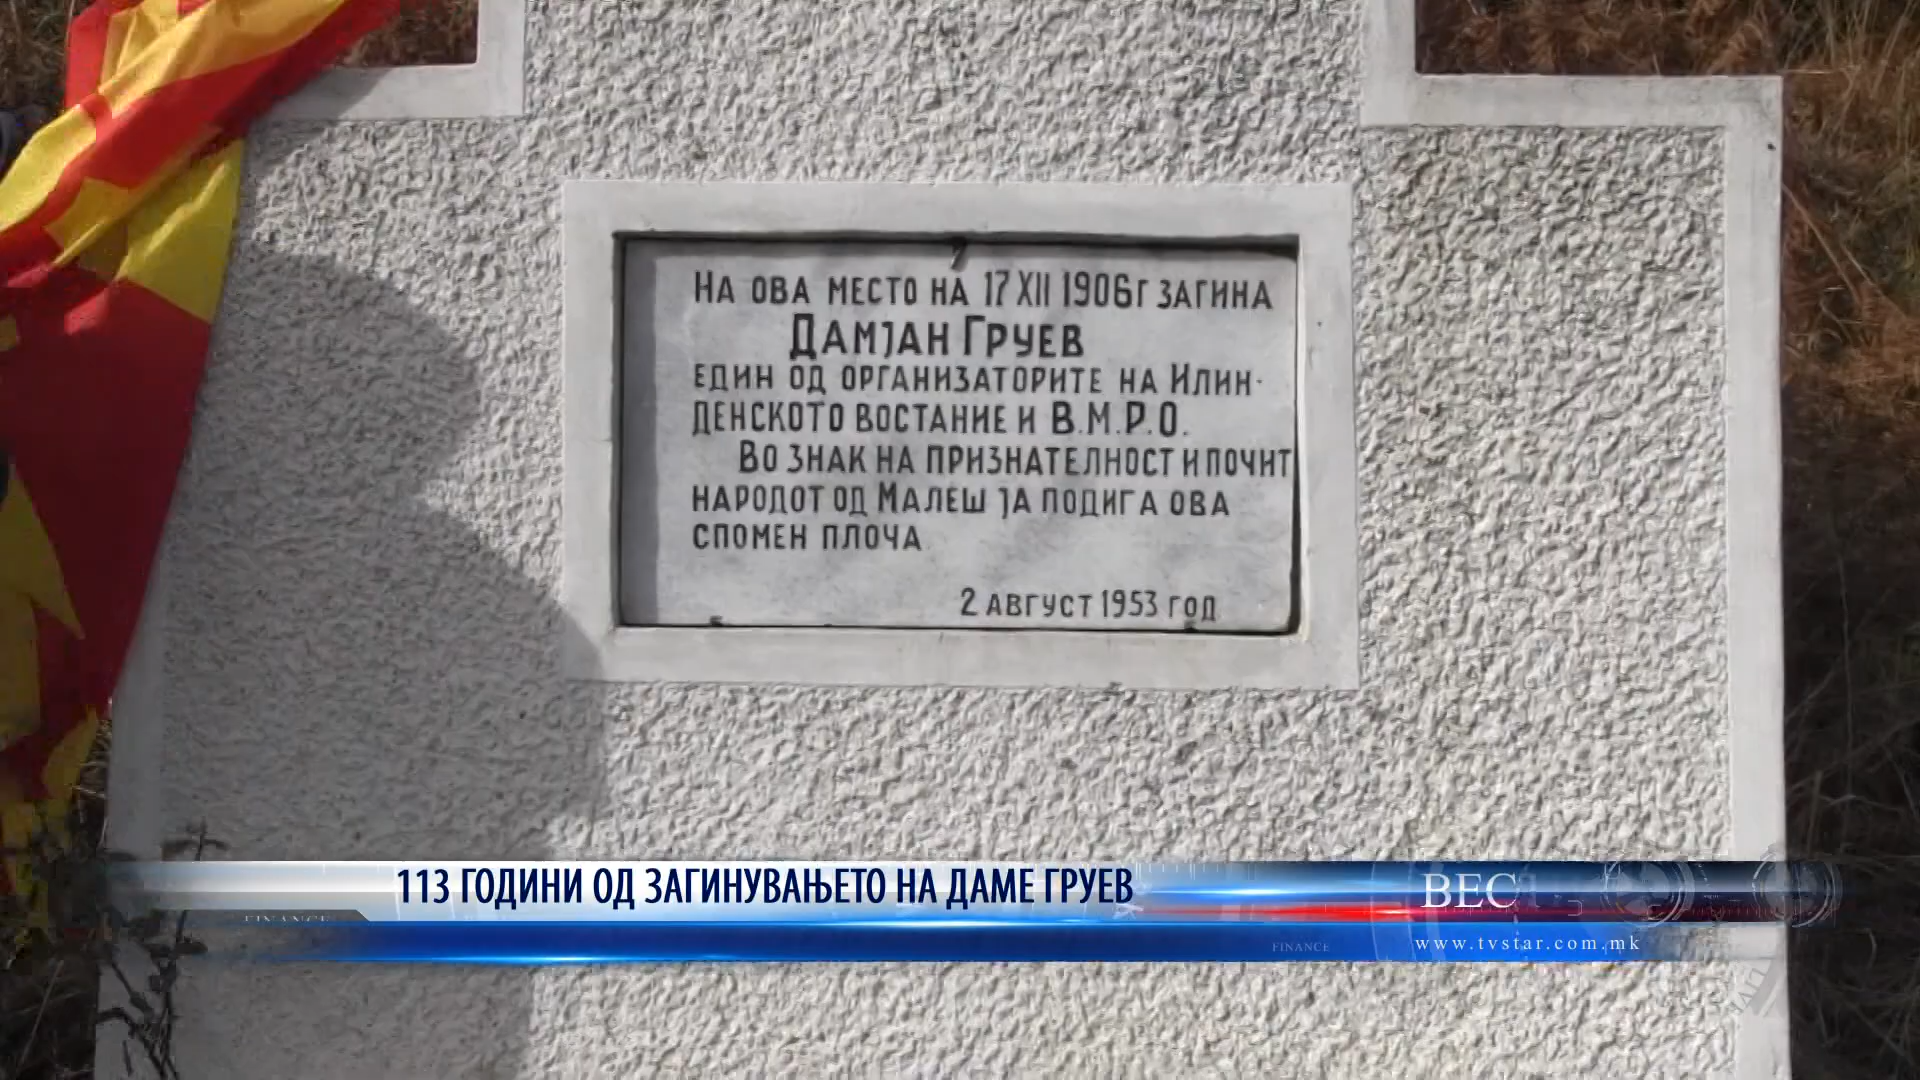 На ова место на 17 XII 1906г загина
Дамјан Груев
един од организаторите на Илин-
денското востание и В.М.Р.О.
Во знак на признателност и почит
народот од Малеш ја подига ова
спомен плоча
2 август 1953 год
113 ГОДИНИ ОД ЗАГИНУВАЊЕТО НА ДАМЕ ГРУЕВ
ВЕС
FINANCE
FINANCE
www.tvstar.com.mk